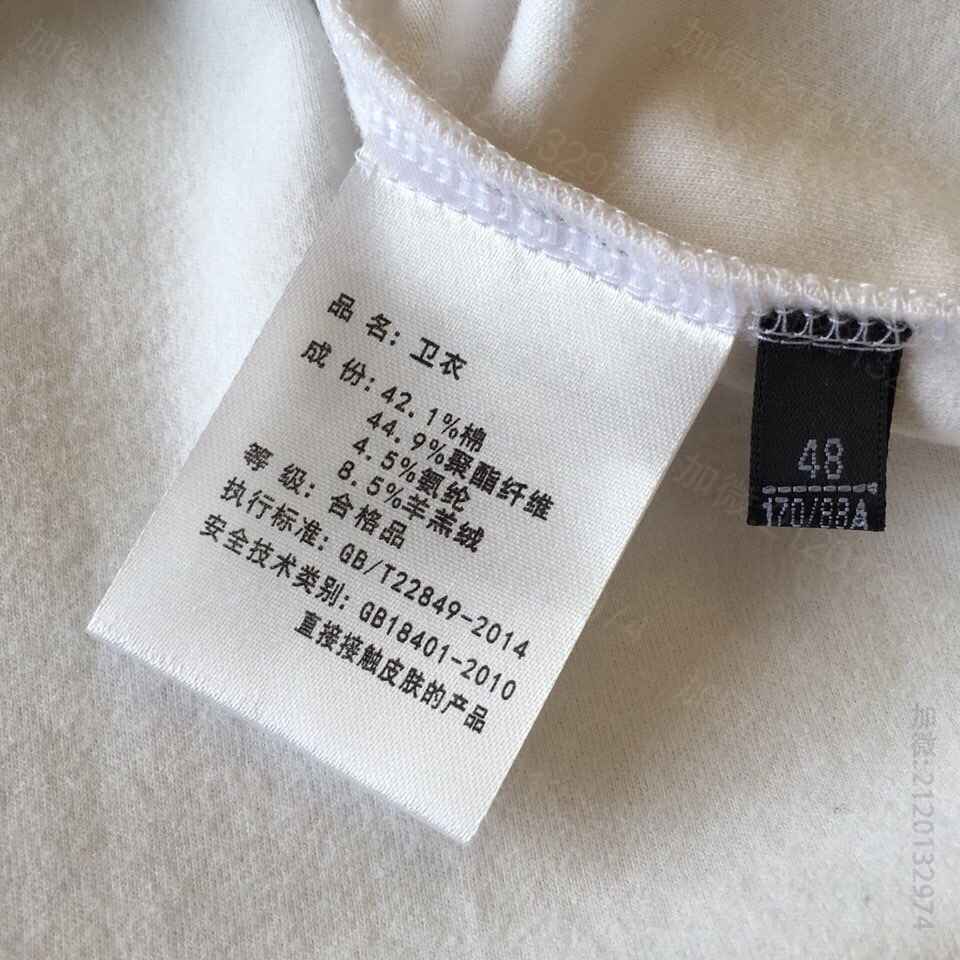 品 名: 卫衣
成 份: 42.1%棉
44.9%聚酯纤维
4.5%氨纶
8.5%羊羔绒
等 级: 合格品
执行标准: GB/T22849-2014
安全技术类别: GB18401-2010
直接接触皮肤的产品
48
170/88A
2120132974